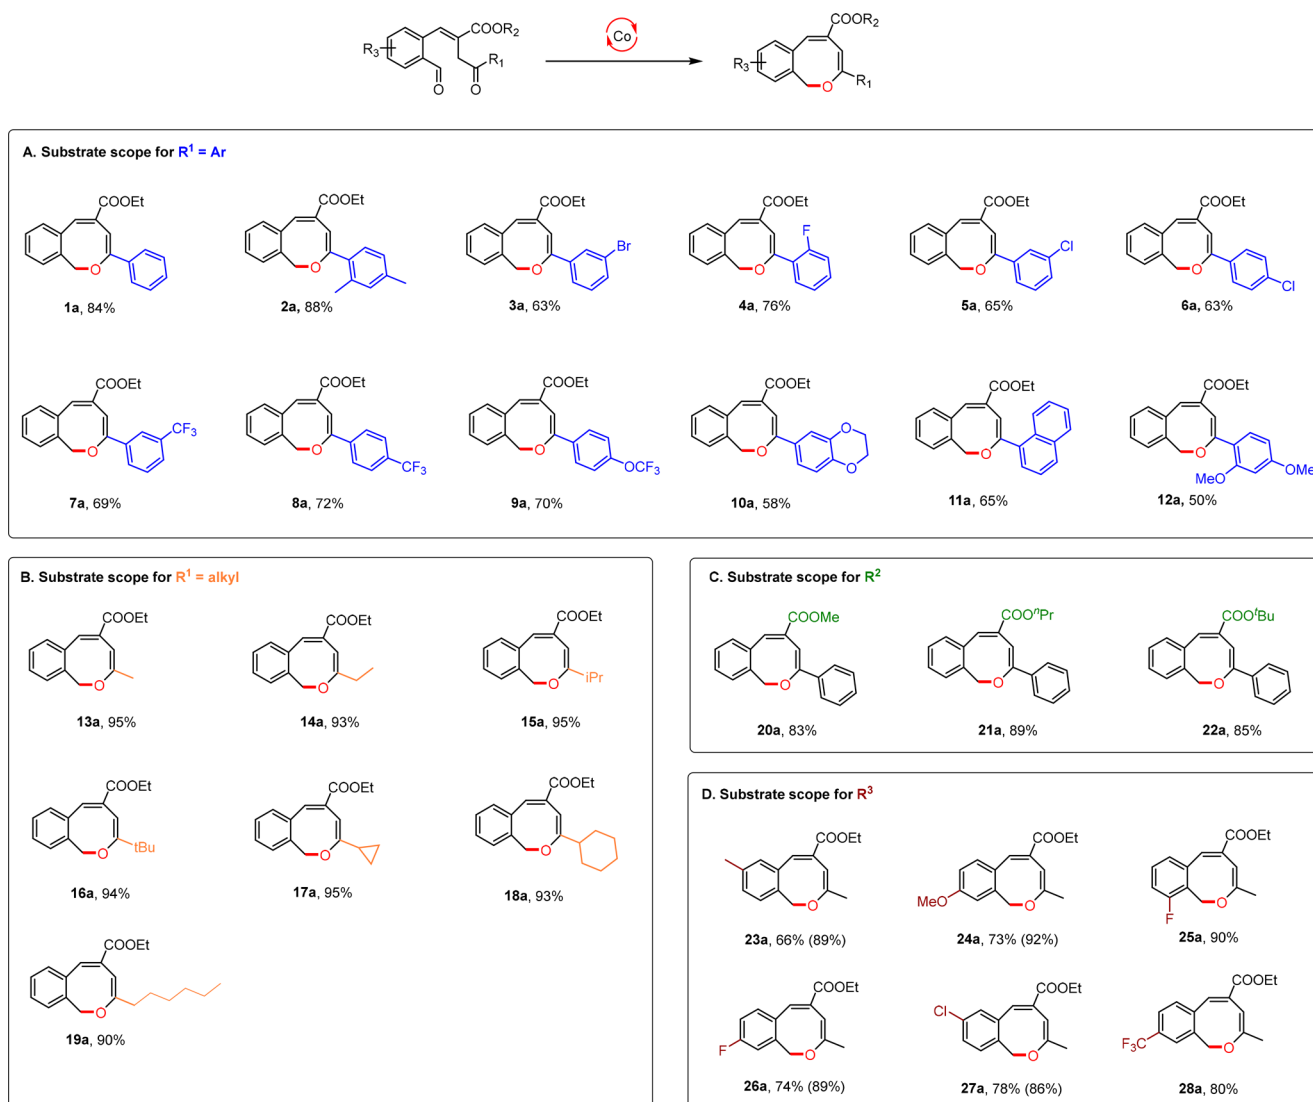 COOR2
R3
R1
O
O
Co
COOR2
R3
O
R1
A. Substrate scope for R¹ = Ar
COOEt
O
1a, 84%
COOEt
O
2a, 88%
COOEt
O
Br
3a, 63%
COOEt
F
O
4a, 76%
COOEt
Cl
O
5a, 65%
COOEt
O
Cl
6a, 63%
COOEt
CF3
O
7a, 69%
COOEt
O
CF3
8a, 72%
COOEt
O
OCF3
9a, 70%
COOEt
O
O
O
10a, 58%
COOEt
O
11a, 65%
COOEt
O
MeO
OMe
12a, 50%
B. Substrate scope for R¹ = alkyl
COOEt
O
13a, 95%
COOEt
O
14a, 93%
COOEt
O
iPr
15a, 95%
COOEt
tBu
O
16a, 94%
COOEt
O
17a, 95%
COOEt
O
18a, 93%
COOEt
O
19a, 90%
C. Substrate scope for R²
COOMe
O
20a, 83%
COOⁿPr
O
21a, 89%
COOᵗBu
O
22a, 85%
D. Substrate scope for R³
COOEt
O
23a, 66% (89%)
COOEt
MeO
O
24a, 73% (92%)
COOEt
O
F
25a, 90%
COOEt
F
O
26a, 74% (89%)
COOEt
Cl
O
27a, 78% (86%)
COOEt
F3C
O
28a, 80%